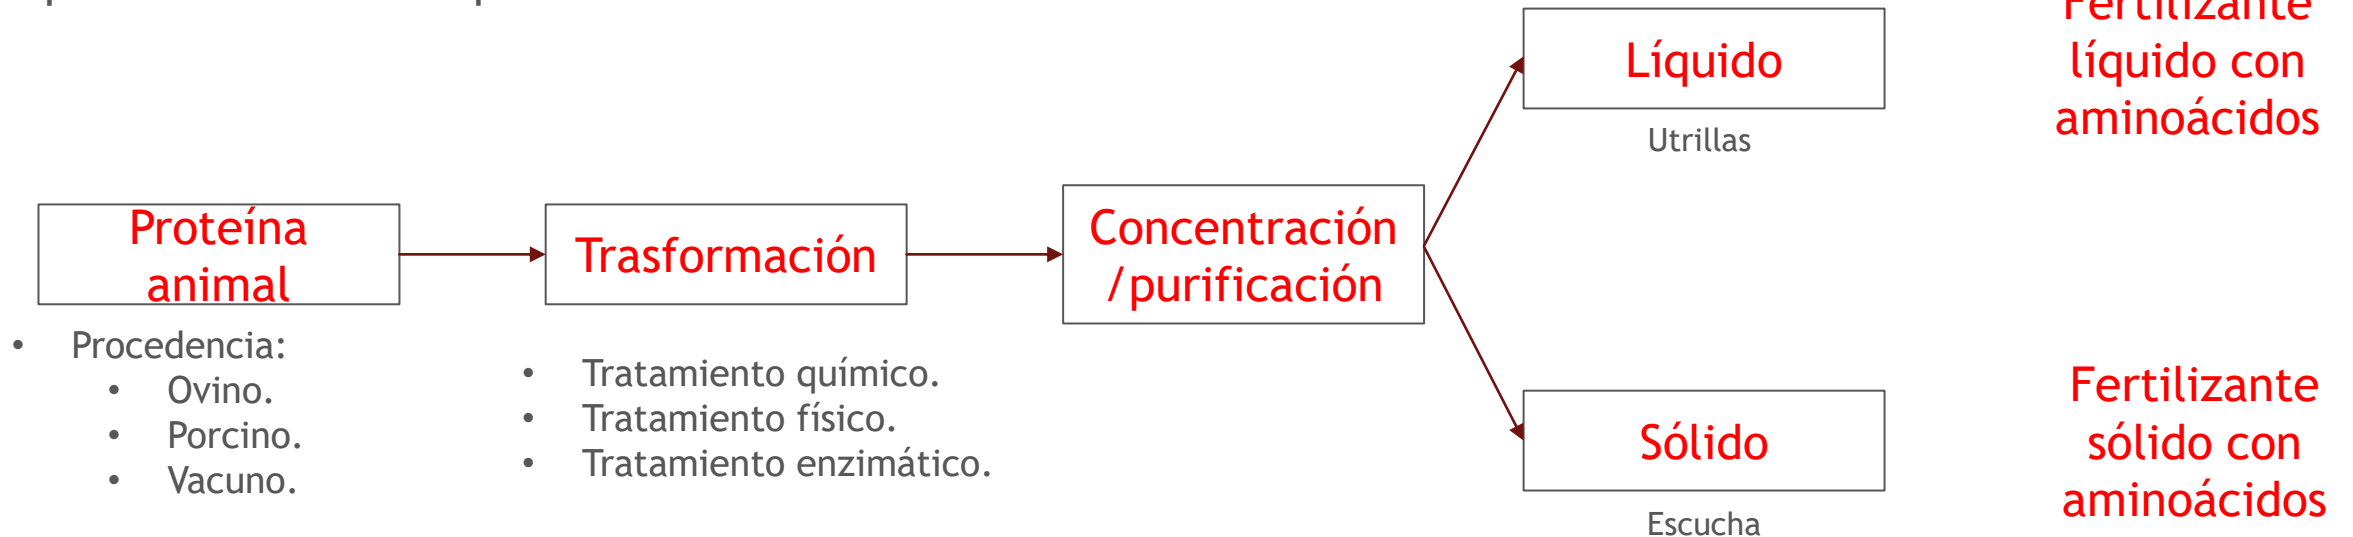 Proteína
animal
• Procedencia:
• Ovino.
• Porcino.
• Vacuno.
Trasformación
• Tratamiento químico.
• Tratamiento físico.
• Tratamiento enzimático.
Concentración
/purificación
Líquido
Utrillas
Fertilizante
líquido con
aminoácidos
Sólido
Escucha
Fertilizante
sólido con
aminoácidos